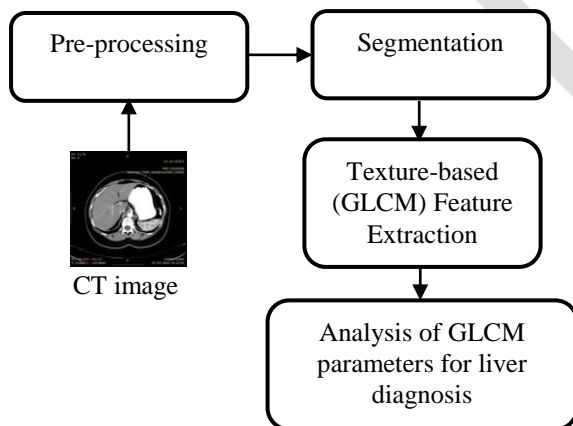 Pre-processing
Segmentation
Texture-based
(GLCM) Feature
Extraction
CT image
Analysis of GLCM
parameters for liver
diagnosis